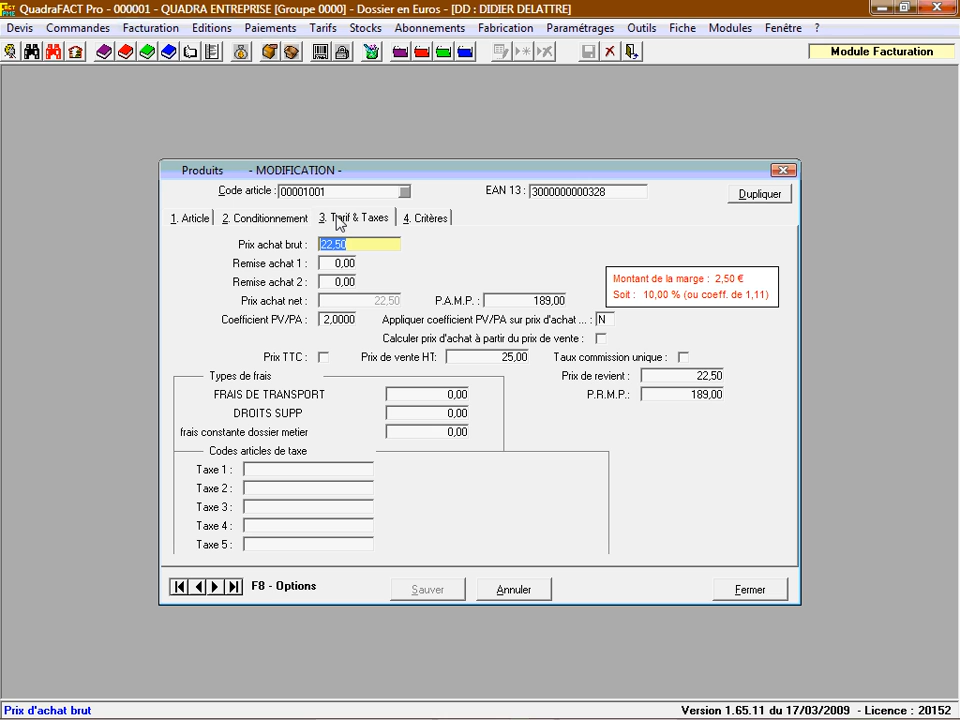 QuadraFACT Pro - 000001 - QUADRA ENTREPRISE [Groupe 0000] - Dossier en Euros - [DD : DIDIER DELATTRE]
Devis Commandes Facturation Editions Paiements Tarifs Stocks Abonnements Fabrication Paramétrages Outils Fiche Modules Fenêtre ?
Module Facturation
Produits - MODIFICATION -
Code article : 00001001 EAN 13 : 3000000000328 Dupliquer
1. Article 2. Conditionnement 3. Tarif & Taxes 4. Critères
Prix achat brut : 22,50
Remise achat 1 : 0,00
Remise achat 2 : 0,00
Montant de la marge : 2,50 €
Soit : 10,00 % (ou coeff. de 1,11)
Prix achat net : 22,50 P.A.M.P. : 189,00
Coefficient PV/PA : 2,0000 Appliquer coefficient PV/PA sur prix d'achat ... : N
Calculer prix d'achat à partir du prix de vente :
Prix TTC : Prix de vente HT: 25,00 Taux commission unique :
Types de frais Prix de revient : 22,50
FRAIS DE TRANSPORT 0,00 P.R.M.P.: 189,00
DROITS SUPP 0,00
frais constante dossier metier 0,00
Codes articles de taxe
Taxe 1 :
Taxe 2 :
Taxe 3 :
Taxe 4 :
Taxe 5 :
F8 - Options Sauver Annuler Fermer
Prix d'achat brut Version 1.65.11 du 17/03/2009 - Licence : 20152